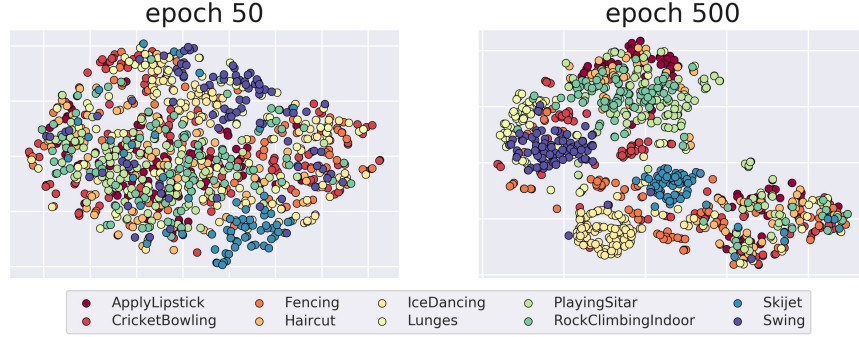 epoch 50 epoch 500
ApplyLipstick Fencing IceDancing PlayingSitar Skijet
CricketBowling Haircut Lunges RockClimbingIndoor Swing